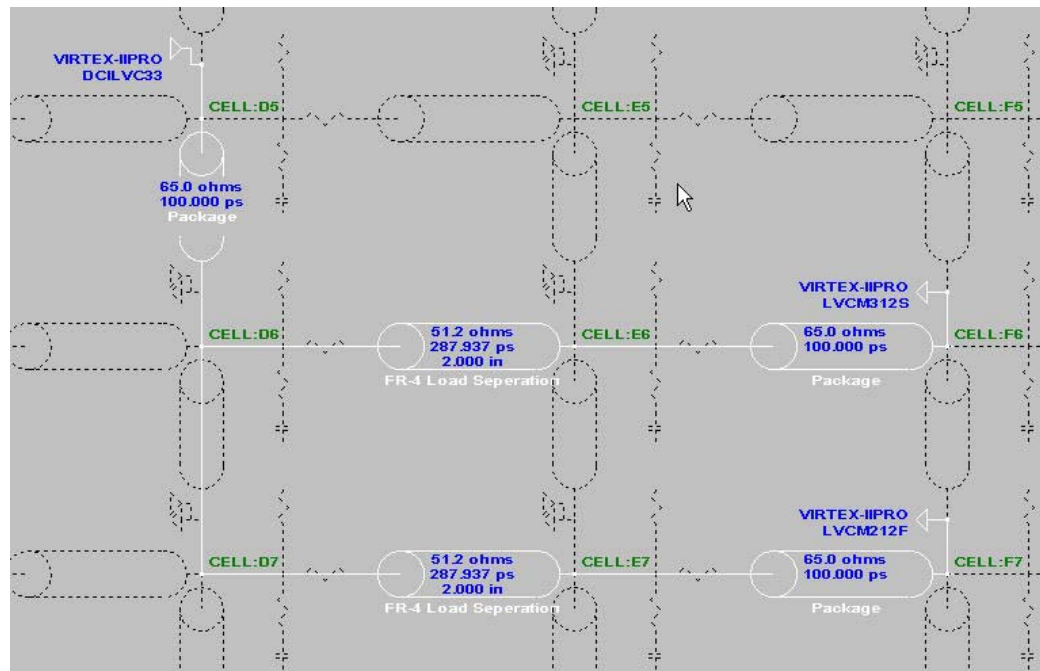 VIRTEX-IIPRO
DCILVC33
CELL:D5
CELL:E5
CELL:F5
65.0 ohms
100.000 ps
Package
VIRTEX-IIPRO
LVCM312S
CELL:D6
51.2 ohms
287.937 ps
2.000 in
FR-4 Load Seperation
CELL:E6
65.0 ohms
100.000 ps
Package
CELL:F6
VIRTEX-IIPRO
LVCM212F
CELL:D7
51.2 ohms
287.937 ps
2.000 in
FR-4 Load Seperation
CELL:E7
65.0 ohms
100.000 ps
Package
CELL:F7